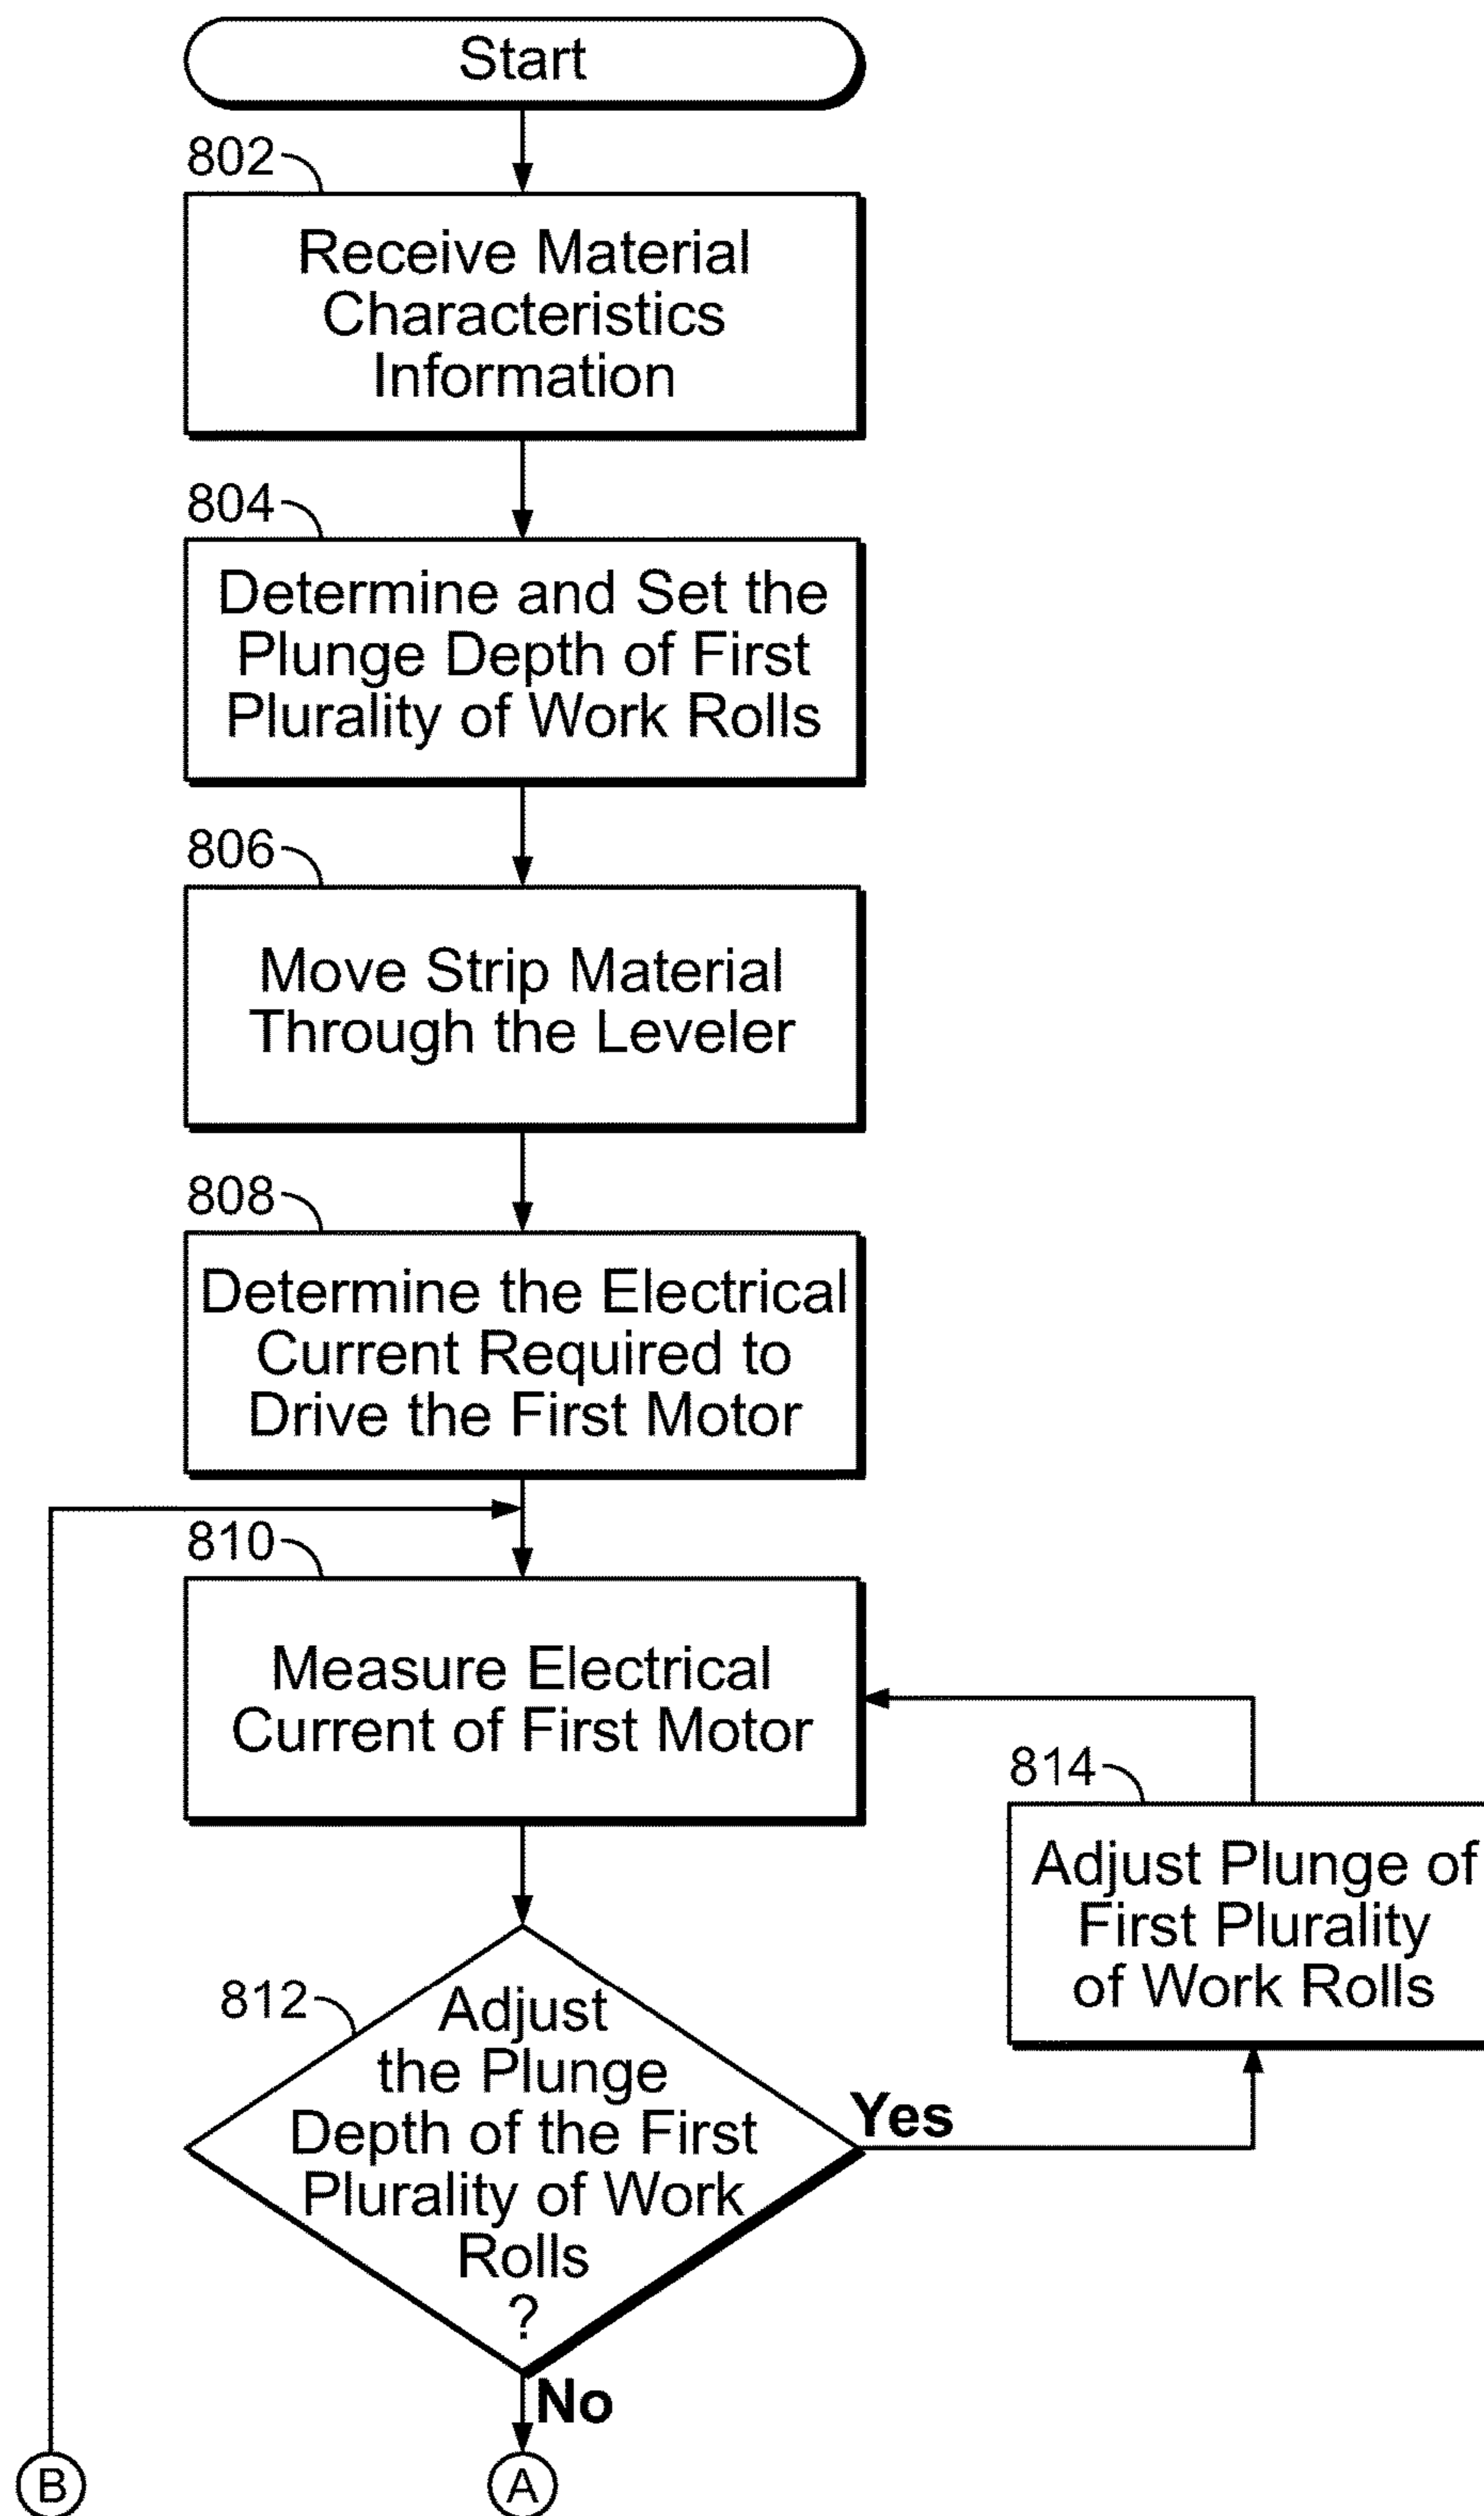 Start
802
Receive Material
Characteristics
Information
804
Determine and Set the
Plunge Depth of First
Plurality of Work Rolls
806
Move Strip Material
Through the Leveler
808
Determine the Electrical
Current Required to
Drive the First Motor
810
Measure Electrical
Current of First Motor
814
Adjust Plunge of
First Plurality
of Work Rolls
812
Adjust
the Plunge
Depth of the First
Plurality of Work
Rolls
?
Yes
No
B
A